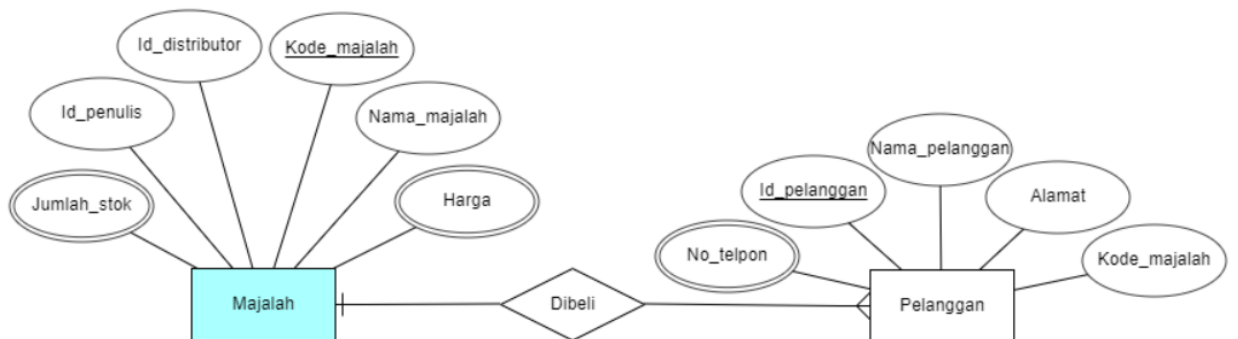 Id_distributor
Kode_majalah
Id_penulis
Nama_majalah
Jumlah_stok
Harga
Nama_pelanggan
Id_pelanggan
Alamat
No_telpon
Kode_majalah
Majalah
Dibeli
Pelanggan